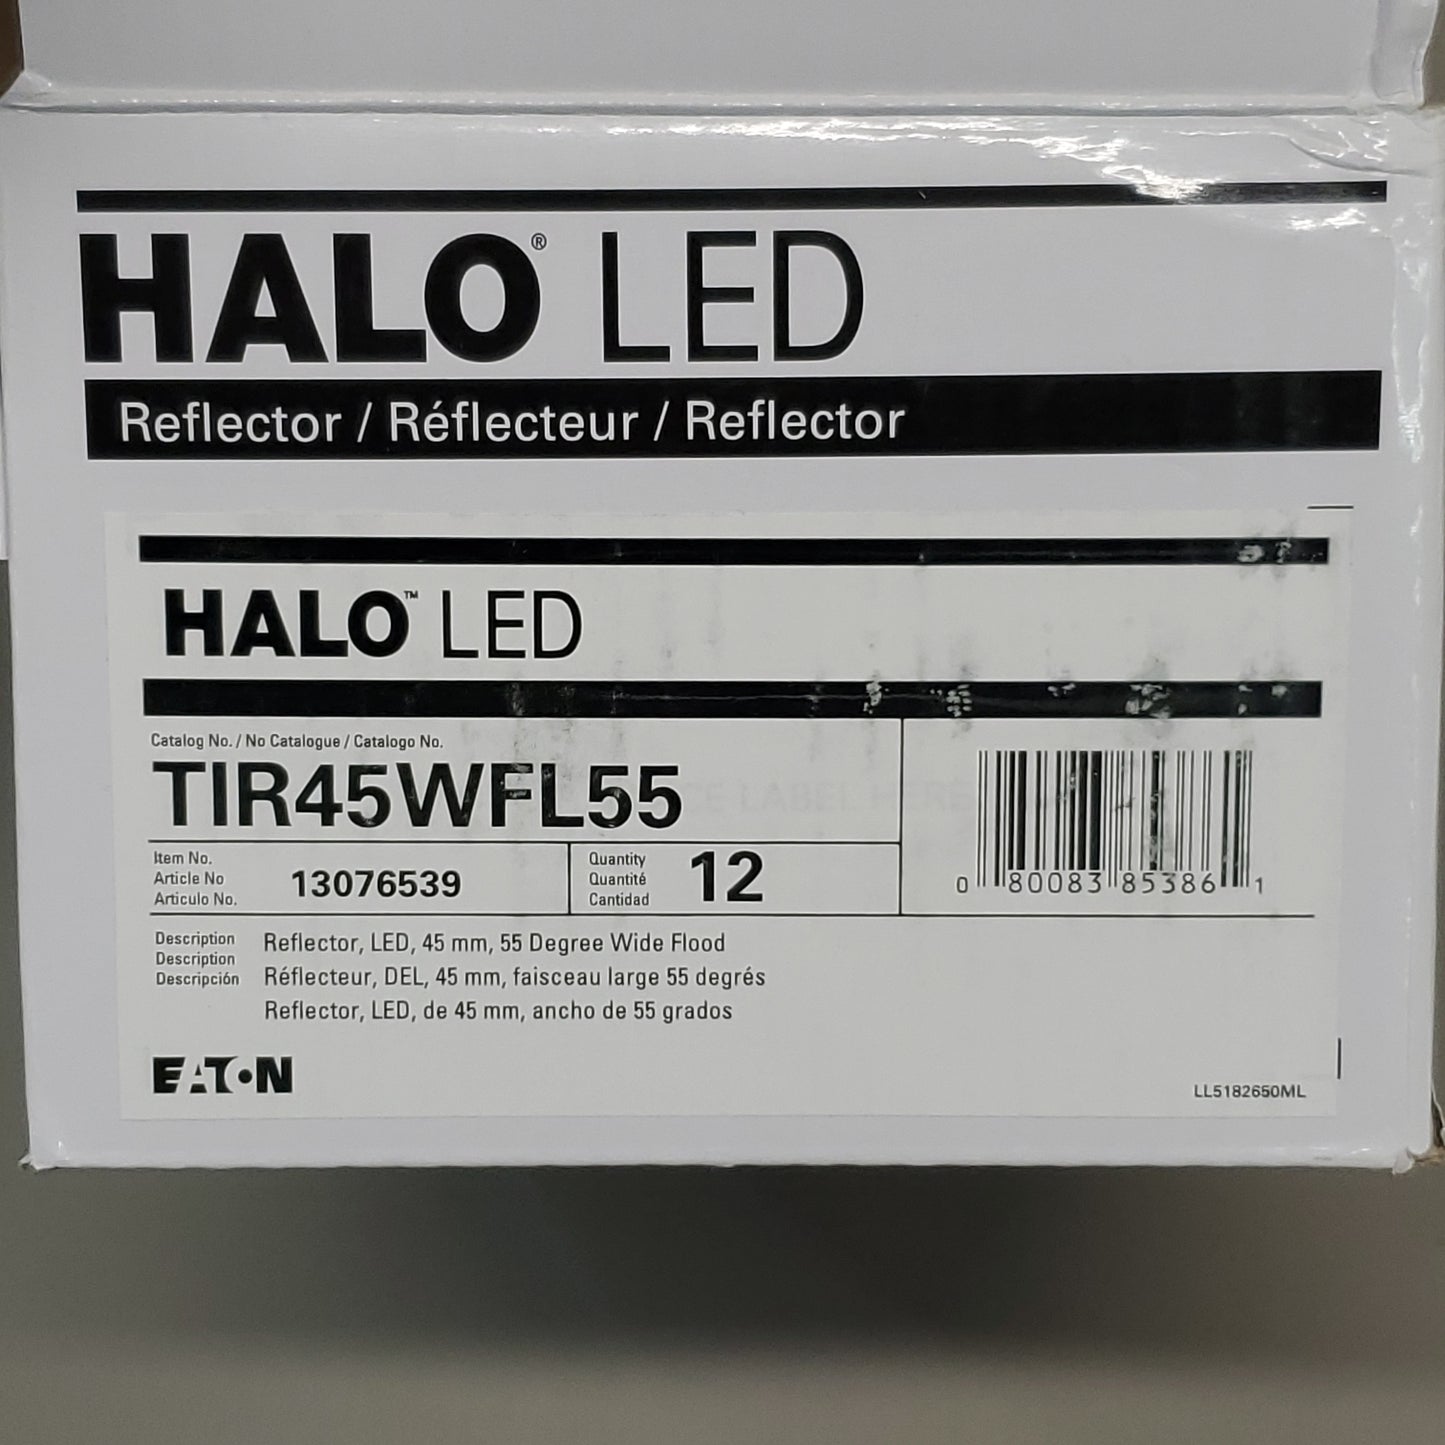 HALO® LED
Reflector / Réflecteur / Reflector
HALO™ LED
Catalog No. / No Catalogue / Catalogo No.
TIR45WFL55
Item No.
Article No
Articulo No.
13076539
Quantity
Quantité
Cantidad
12
0 80083 85386 1
Description
Description
Descripción
Reflector, LED, 45 mm, 55 Degree Wide Flood
Réflecteur, DEL, 45 mm, faisceau large 55 degrés
Reflector, LED, de 45 mm, ancho de 55 grados
EATON
LL5182650ML